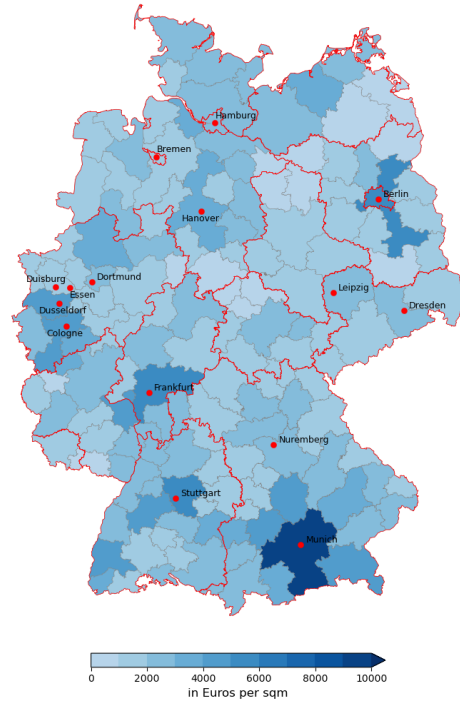 Hamburg
Bremen
Berlin
Hanover
Duisburg
Dortmund
Essen
Leipzig
Dusseldorf
Dresden
Cologne
Frankfurt
Nuremberg
Stuttgart
Munich
0 2000 4000 6000 8000 10000
in Euros per sqm